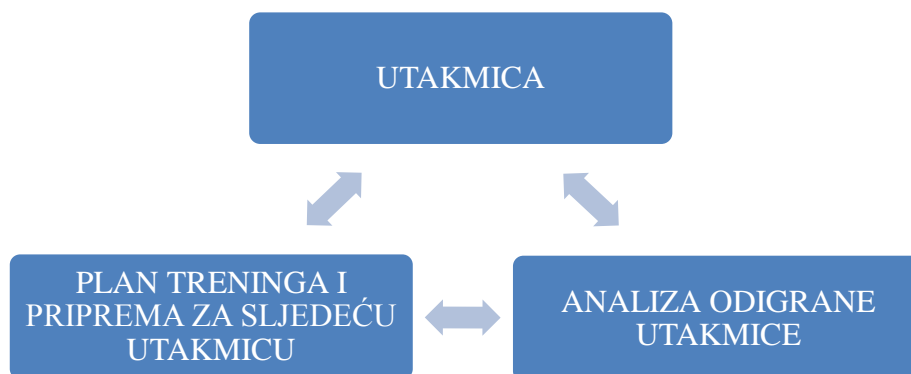 UTAKMICA
PLAN TRENINGA I
PRIPREMA ZA SLJEDEĆU
UTAKMICU
ANALIZA ODIGRANE
UTAKMICE